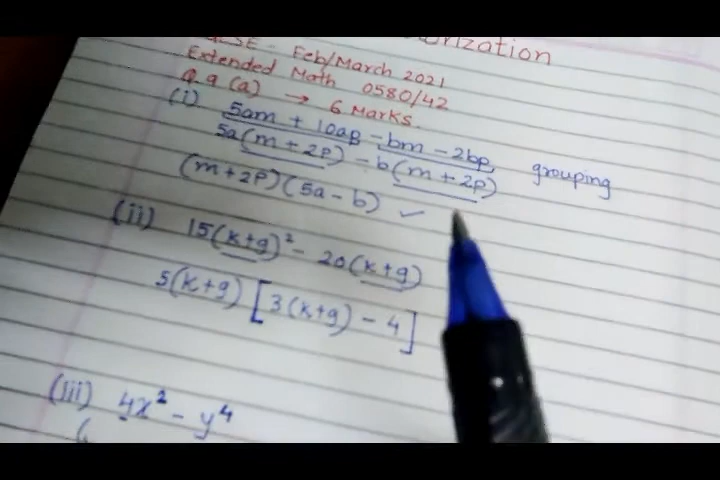 Feb/March 2021
Extended Math 0580/42
Q.9 (a) → 6 Marks.
(i) 5am + 10ap - bm - 2bp, grouping
5a(m + 2p) - b(m + 2p)
(m + 2p)(5a - b) ✓
(ii) 15(k+g)² - 20(k+g)
5(k+g)[3(k+g) - 4]
(iii) 4x² - y⁴
(